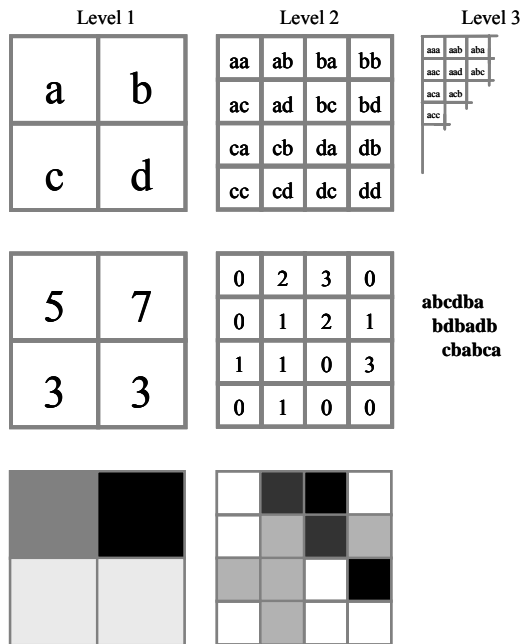 Level 1 Level 2 Level 3
a b
c d
aa ab ba bb
ac ad bc bd
ca cb da db
cc cd dc dd
aaa aab aba
aac aad abc
aca acb
acc
5 7
3 3
0 2 3 0
0 1 2 1
1 1 0 3
0 1 0 0
abcdba
bdbadb
cbabca